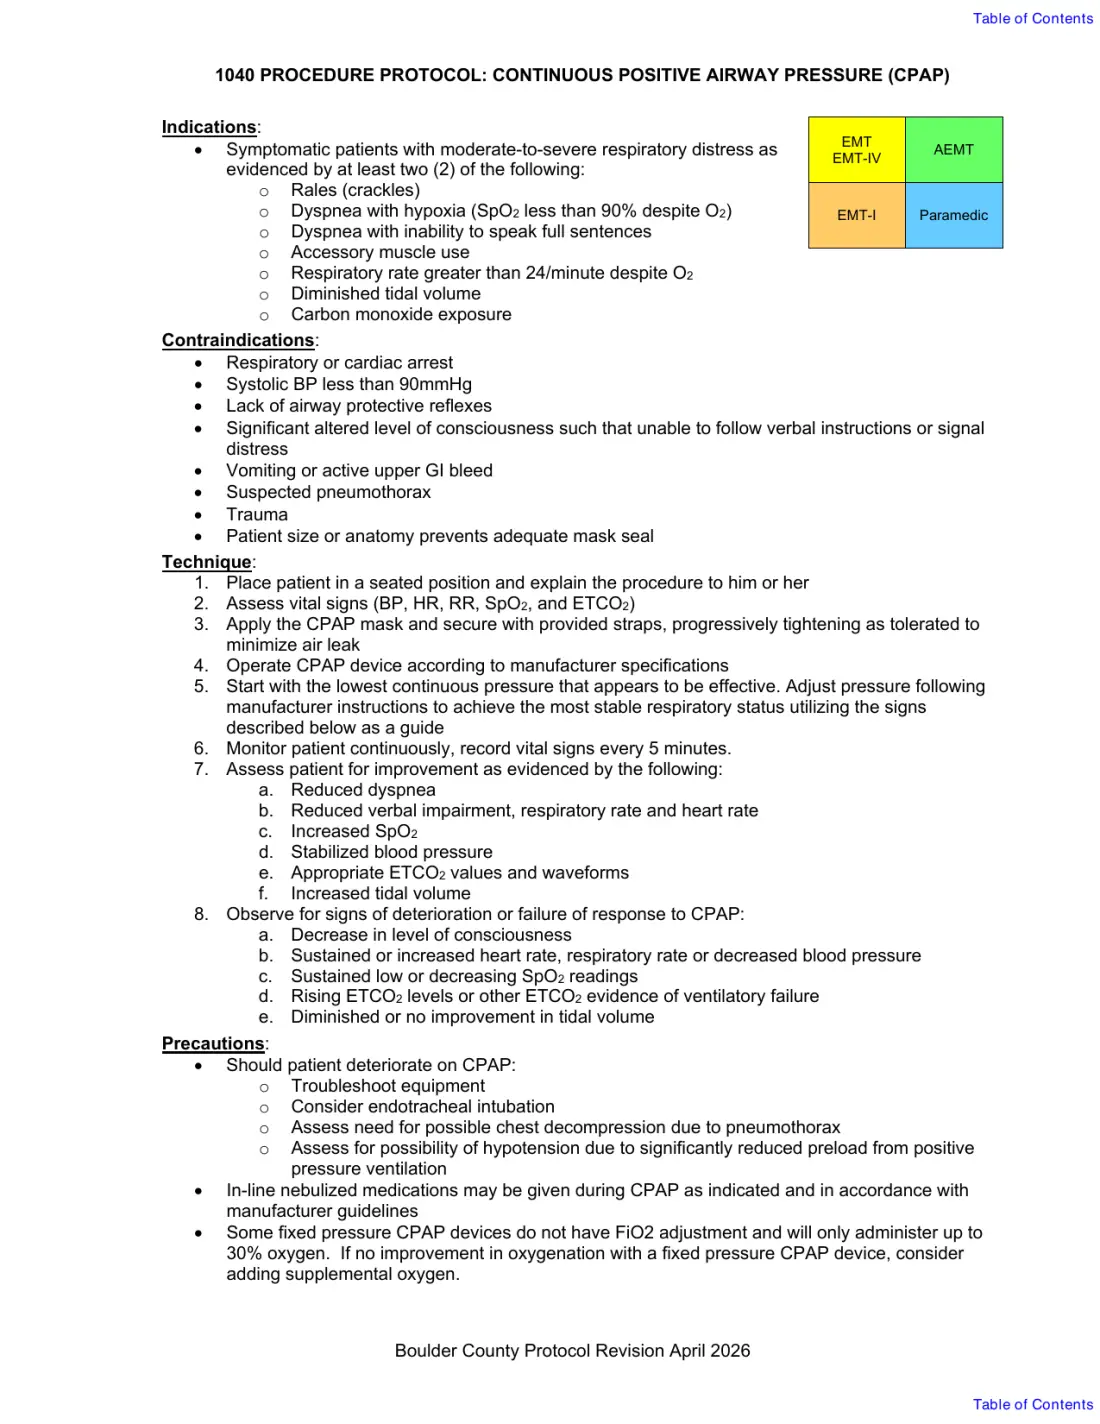 Table of Contents
1040 PROCEDURE PROTOCOL: CONTINUOUS POSITIVE AIRWAY PRESSURE (CPAP)
Indications:
• Symptomatic patients with moderate-to-severe respiratory distress as
evidenced by at least two (2) of the following:
o Rales (crackles)
o Dyspnea with hypoxia (SpO2 less than 90% despite O2)
o Dyspnea with inability to speak full sentences
o Accessory muscle use
o Respiratory rate greater than 24/minute despite O2
o Diminished tidal volume
o Carbon monoxide exposure
EMT
EMT-IV
AEMT
EMT-I
Paramedic
Contraindications:
• Respiratory or cardiac arrest
• Systolic BP less than 90mmHg
• Lack of airway protective reflexes
• Significant altered level of consciousness such that unable to follow verbal instructions or signal
distress
• Vomiting or active upper GI bleed
• Suspected pneumothorax
• Trauma
• Patient size or anatomy prevents adequate mask seal
Technique:
1. Place patient in a seated position and explain the procedure to him or her
2. Assess vital signs (BP, HR, RR, SpO2, and ETCO2)
3. Apply the CPAP mask and secure with provided straps, progressively tightening as tolerated to
minimize air leak
4. Operate CPAP device according to manufacturer specifications
5. Start with the lowest continuous pressure that appears to be effective. Adjust pressure following
manufacturer instructions to achieve the most stable respiratory status utilizing the signs
described below as a guide
6. Monitor patient continuously, record vital signs every 5 minutes.
7. Assess patient for improvement as evidenced by the following:
a. Reduced dyspnea
b. Reduced verbal impairment, respiratory rate and heart rate
c. Increased SpO2
d. Stabilized blood pressure
e. Appropriate ETCO2 values and waveforms
f. Increased tidal volume
8. Observe for signs of deterioration or failure of response to CPAP:
a. Decrease in level of consciousness
b. Sustained or increased heart rate, respiratory rate or decreased blood pressure
c. Sustained low or decreasing SpO2 readings
d. Rising ETCO2 levels or other ETCO2 evidence of ventilatory failure
e. Diminished or no improvement in tidal volume
Precautions:
• Should patient deteriorate on CPAP:
o Troubleshoot equipment
o Consider endotracheal intubation
o Assess need for possible chest decompression due to pneumothorax
o Assess for possibility of hypotension due to significantly reduced preload from positive
pressure ventilation
• In-line nebulized medications may be given during CPAP as indicated and in accordance with
manufacturer guidelines
• Some fixed pressure CPAP devices do not have FiO2 adjustment and will only administer up to
30% oxygen. If no improvement in oxygenation with a fixed pressure CPAP device, consider
adding supplemental oxygen.
Boulder County Protocol Revision April 2026
Table of Contents